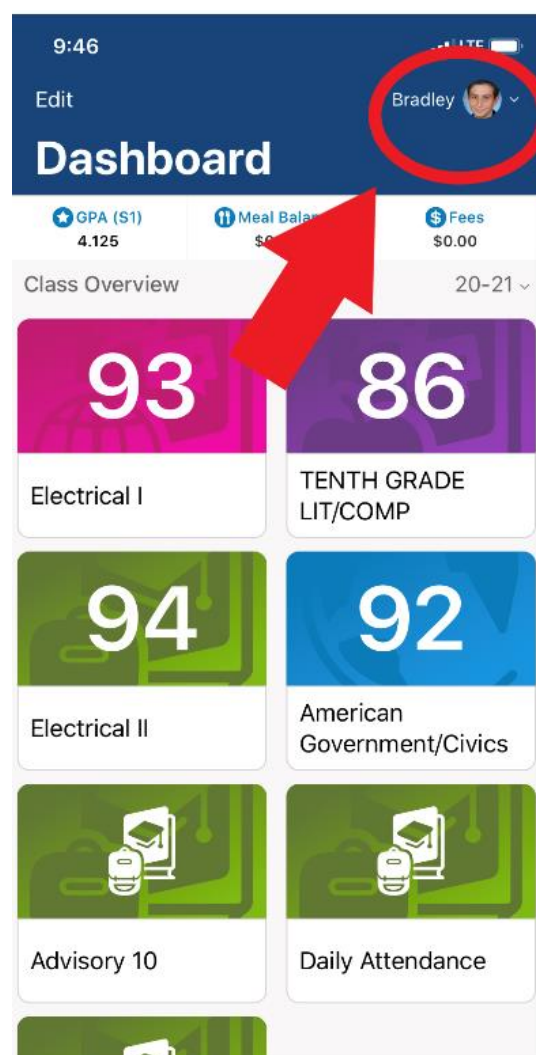 9:46 LTE
Edit
Bradley
Dashboard
GPA (S1)
4.125
Meal
Fees
$0.00
Class Overview
20-21
93
Electrical I
86
TENTH GRADE
LIT/COMP
94
Electrical II
92
American
Government/Civics
Advisory 10
Daily Attendance